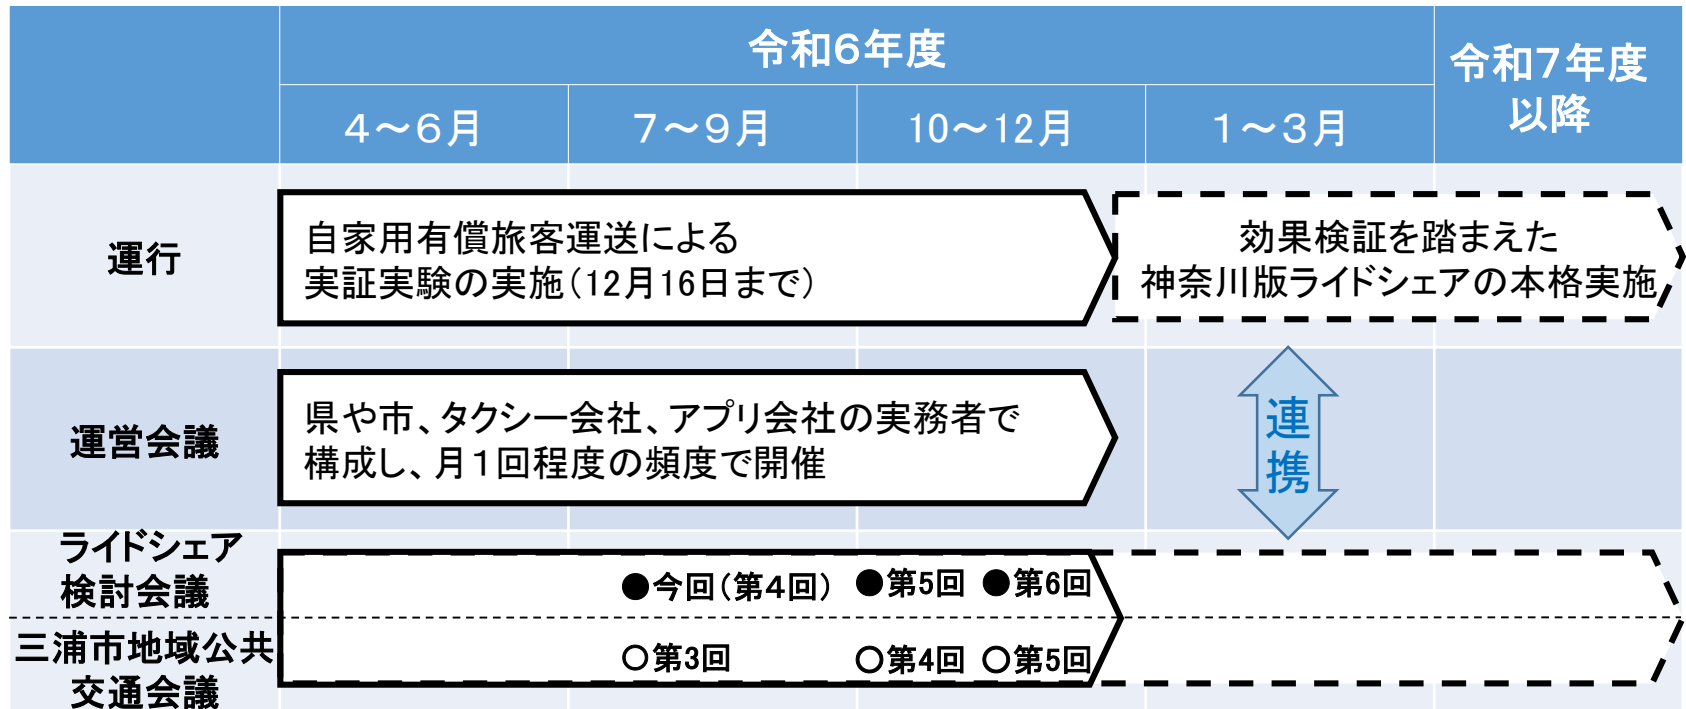 令和6年度
令和7年度
以降
4～6月
7～9月
10～12月
1～3月
運行
自家用有償旅客運送による
実証実験の実施（12月16日まで）
効果検証を踏まえた
神奈川版ライドシェアの本格実施
運営会議
県や市、タクシー会社、アプリ会社の実務者で
構成し、月1回程度の頻度で開催
連携
ライドシェア
検討会議
●今回（第4回）
●第5回
●第6回
三浦市地域公共
交通会議
○第3回
○第4回
○第5回